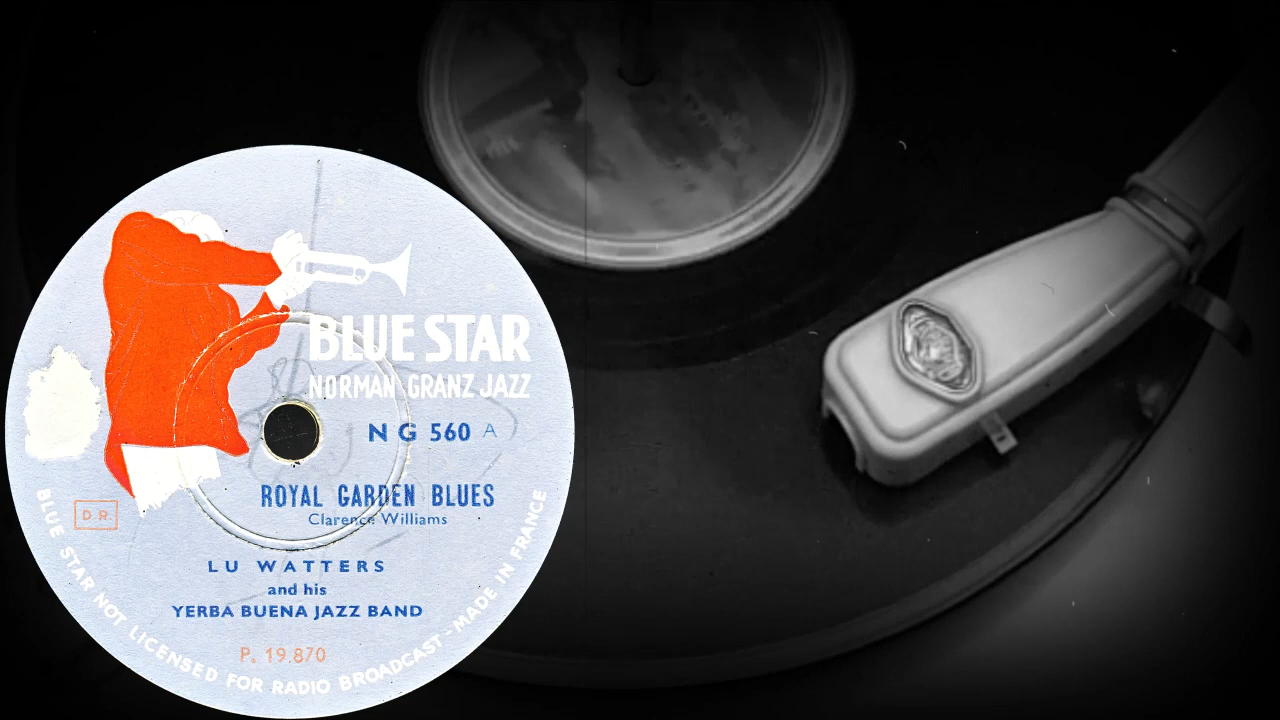 BLUE STAR
NORMAN GRANZ JAZZ
NG 560 A
ROYAL GARDEN BLUES
Clarence Williams
D.R.
LU WATTERS
and his
YERBA BUENA JAZZ BAND
P. 19.870
BLUE STAR NOT LICENSED FOR RADIO BROADCAST - MADE IN FRANCE